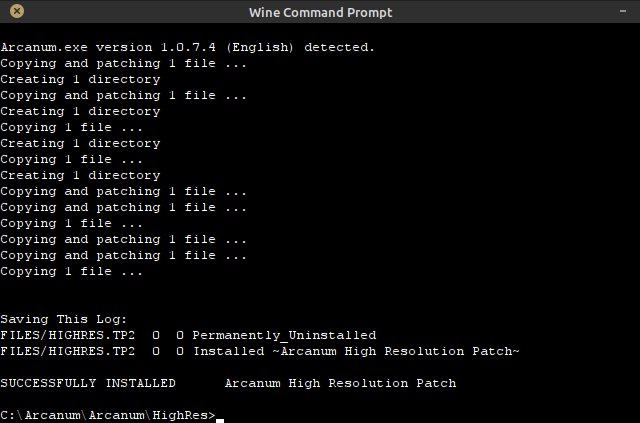 Wine Command Prompt
Arcanum.exe version 1.0.7.4 (English) detected.
Copying and patching 1 file ...
Creating 1 directory
Copying and patching 1 file ...
Creating 1 directory
Copying 1 file ...
Creating 1 directory
Copying 1 file ...
Creating 1 directory
Copying and patching 1 file ...
Copying and patching 1 file ...
Copying 1 file ...
Copying and patching 1 file ...
Copying and patching 1 file ...
Copying 1 file ...
Saving This Log:
FILES/HIGHRES.TP2  0  0 Permanently_Uninstalled
FILES/HIGHRES.TP2  0  0 Installed ~Arcanum High Resolution Patch~
SUCCESSFULLY INSTALLED      Arcanum High Resolution Patch
C:\Arcanum\Arcanum\HighRes>